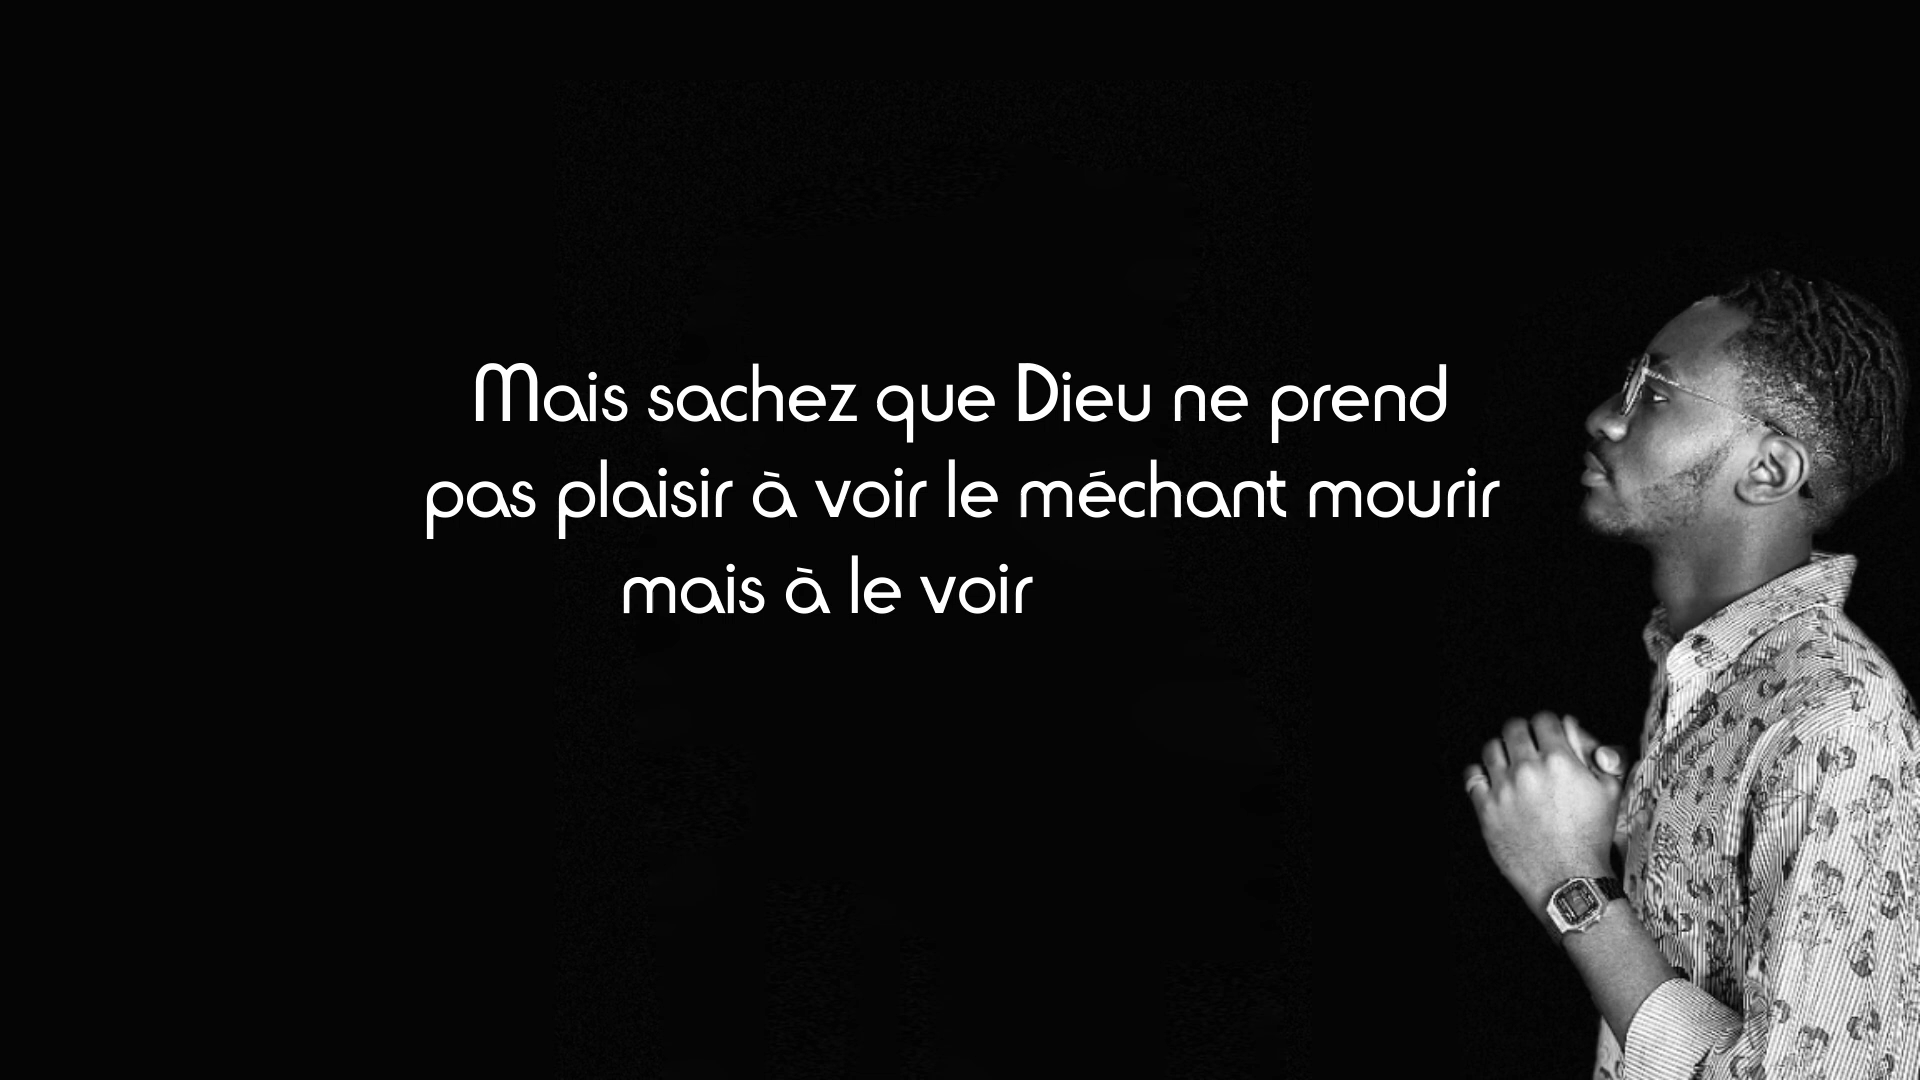 Mais sachez que Dieu ne prend
pas plaisir à voir le méchant mourir
mais à le voir